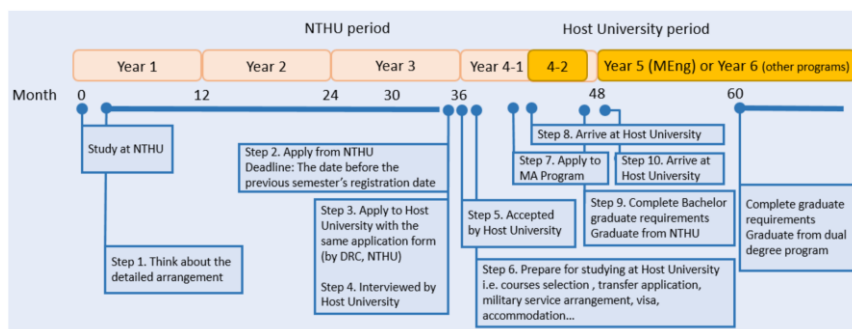 NTHU period
Host University period
Year 1
Year 2
Year 3
Year 4-1
4-2
Year 5 (MEng) or Year 6 (other programs)
Month
0
12
24
30
36
48
60
Study at NTHU
Step 1. Think about the
detailed arrangement
Step 2. Apply from NTHU
Deadline: The date before the
previous semester's registration date
Step 3. Apply to Host
University with the
same application form
(by DRC, NTHU)
Step 4. Interviewed by
Host University
Step 5. Accepted
by Host University
Step 6. Prepare for studying at Host University
i.e. courses selection , transfer application,
military service arrangement, visa,
accommodation...
Step 7. Apply to
MA Program
Step 8. Arrive at Host University
Step 9. Complete Bachelor
graduate requirements
Graduate from NTHU
Step 10. Arrive at
Host University
Complete graduate
requirements
Graduate from dual
degree program